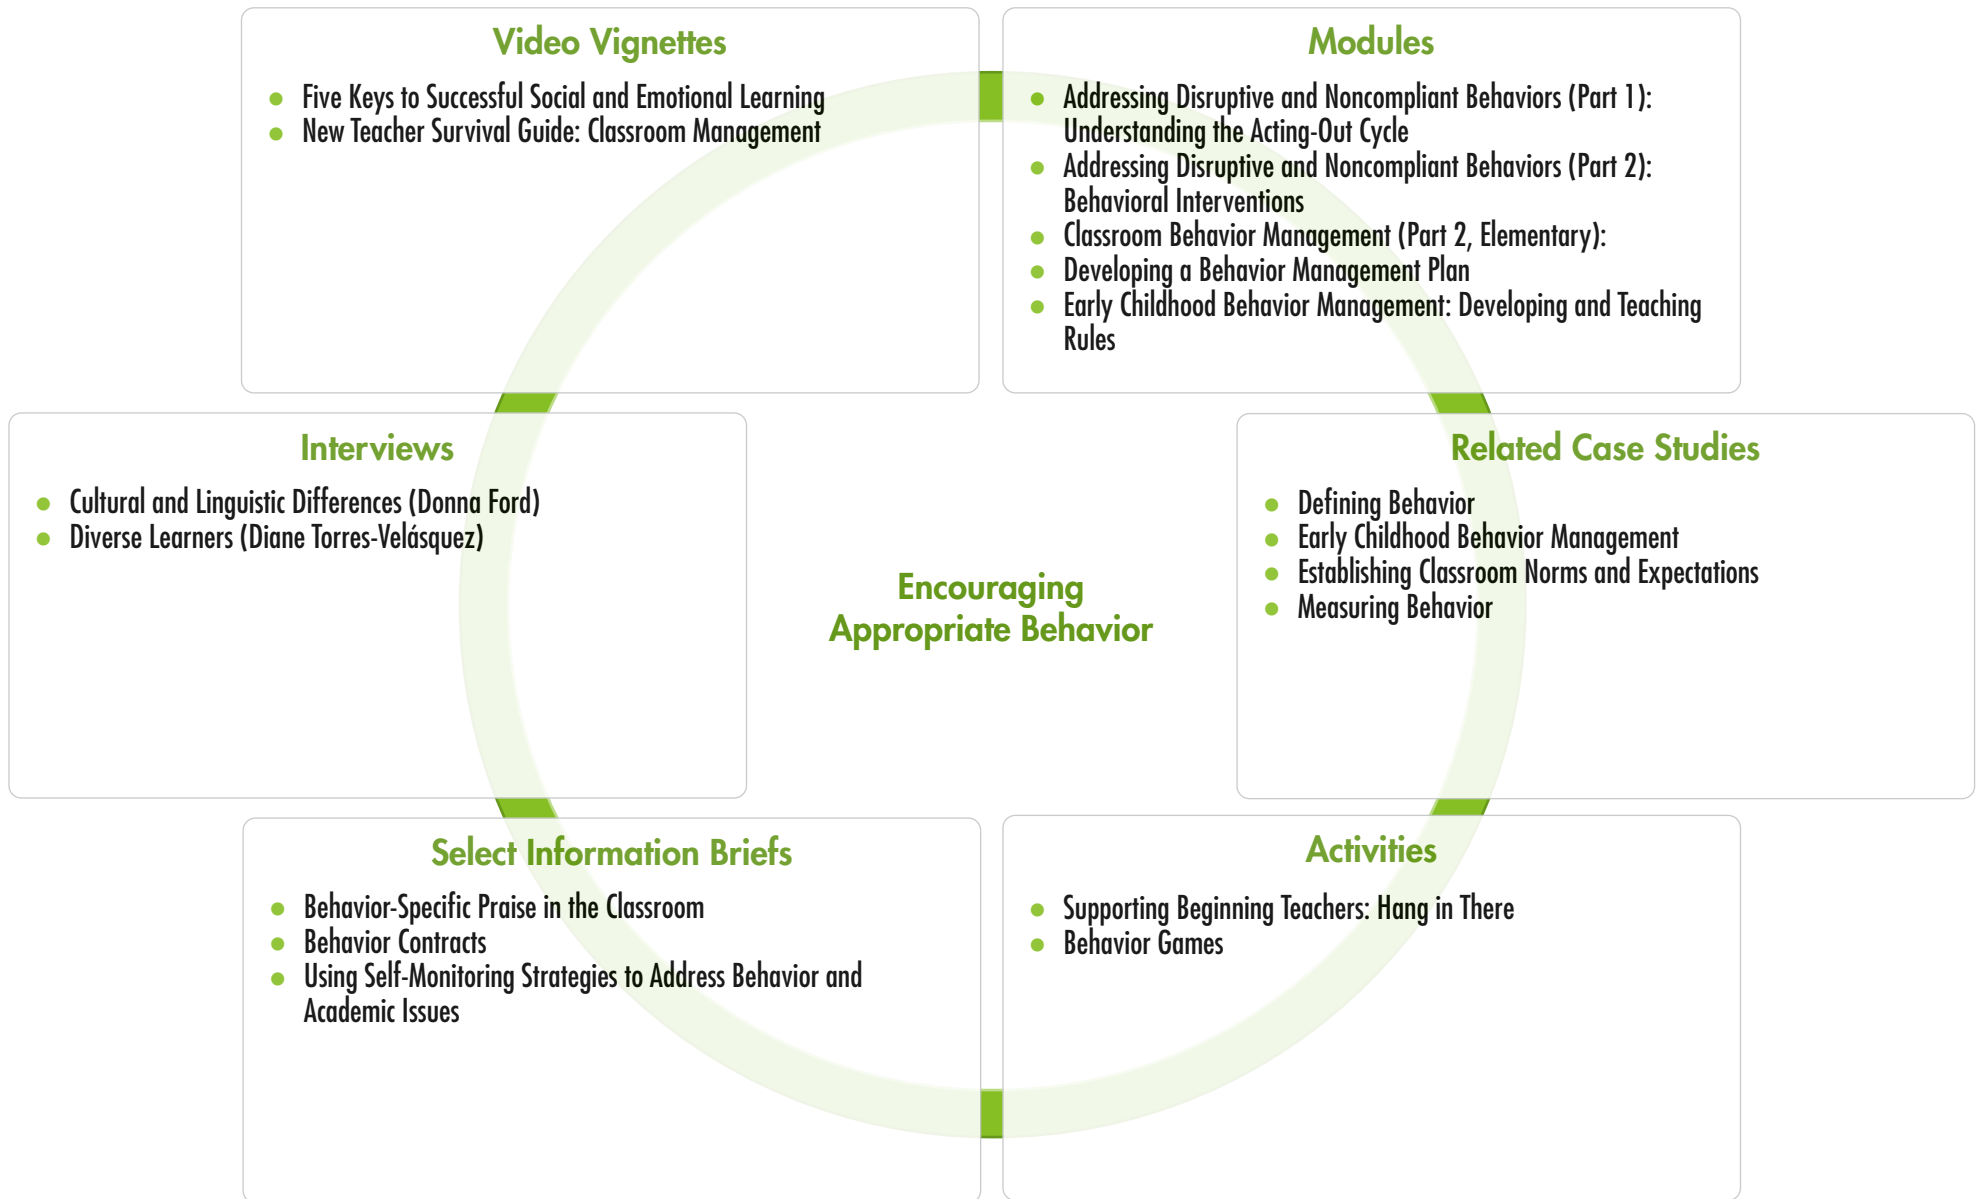 Video Vignettes
• Five Keys to Successful Social and Emotional Learning
• New Teacher Survival Guide: Classroom Management
Modules
• Addressing Disruptive and Noncompliant Behaviors (Part 1):
Understanding the Acting-Out Cycle
• Addressing Disruptive and Noncompliant Behaviors (Part 2):
Behavioral Interventions
• Classroom Behavior Management (Part 2, Elementary):
• Developing a Behavior Management Plan
• Early Childhood Behavior Management: Developing and Teaching
Rules
Interviews
• Cultural and Linguistic Differences (Donna Ford)
• Diverse Learners (Diane Torres-Velásquez)
Encouraging
Appropriate Behavior
Related Case Studies
• Defining Behavior
• Early Childhood Behavior Management
• Establishing Classroom Norms and Expectations
• Measuring Behavior
Select Information Briefs
• Behavior-Specific Praise in the Classroom
• Behavior Contracts
• Using Self-Monitoring Strategies to Address Behavior and
Academic Issues
Activities
• Supporting Beginning Teachers: Hang in There
• Behavior Games